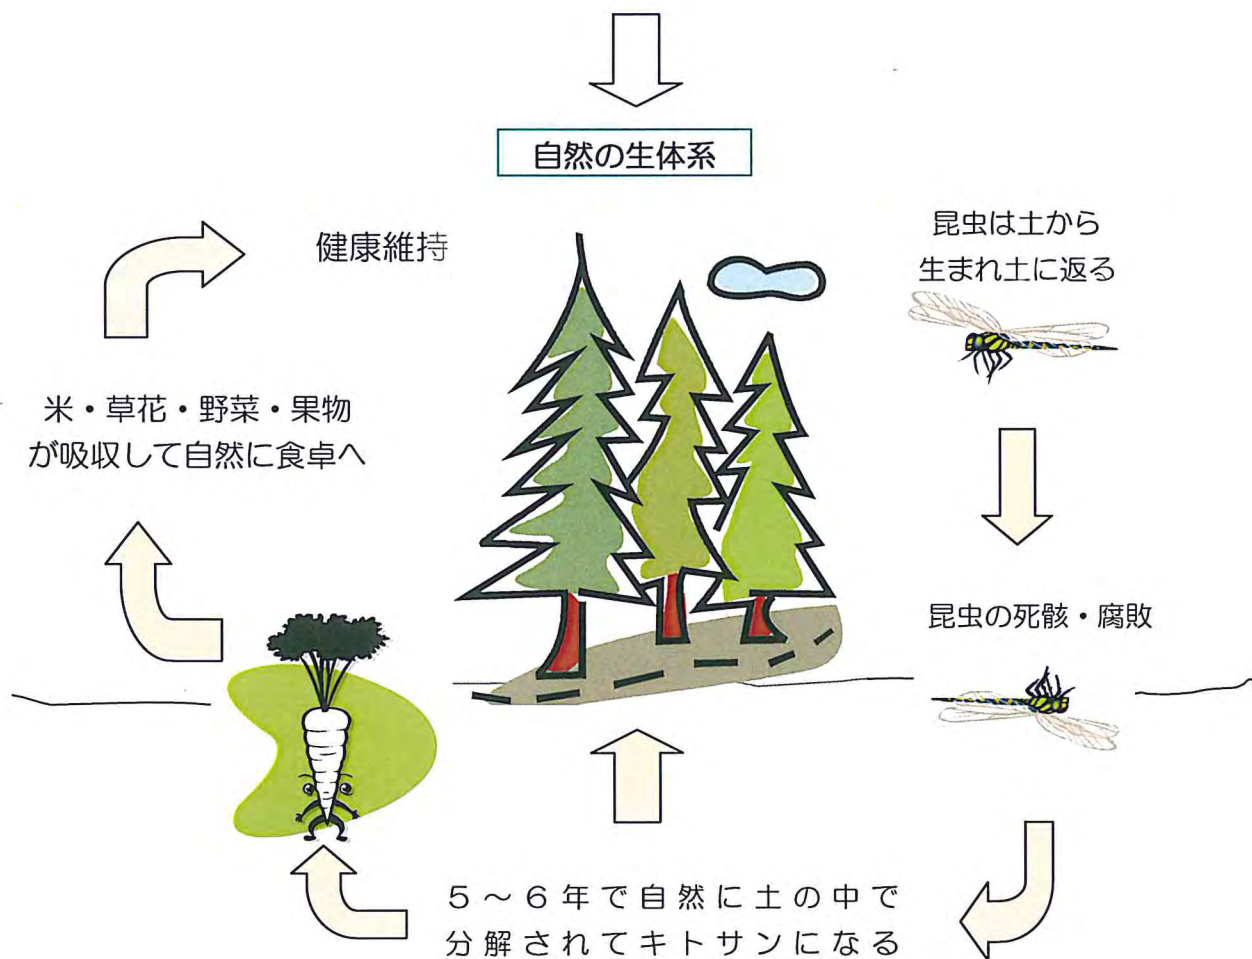 自然の生体系
健康維持
昆虫は土から
生まれ土に返る
米・草花・野菜・果物
が吸収して自然に食卓へ
昆虫の死骸・腐敗
5～6年で自然に土の中で
分解されてキトサンになる